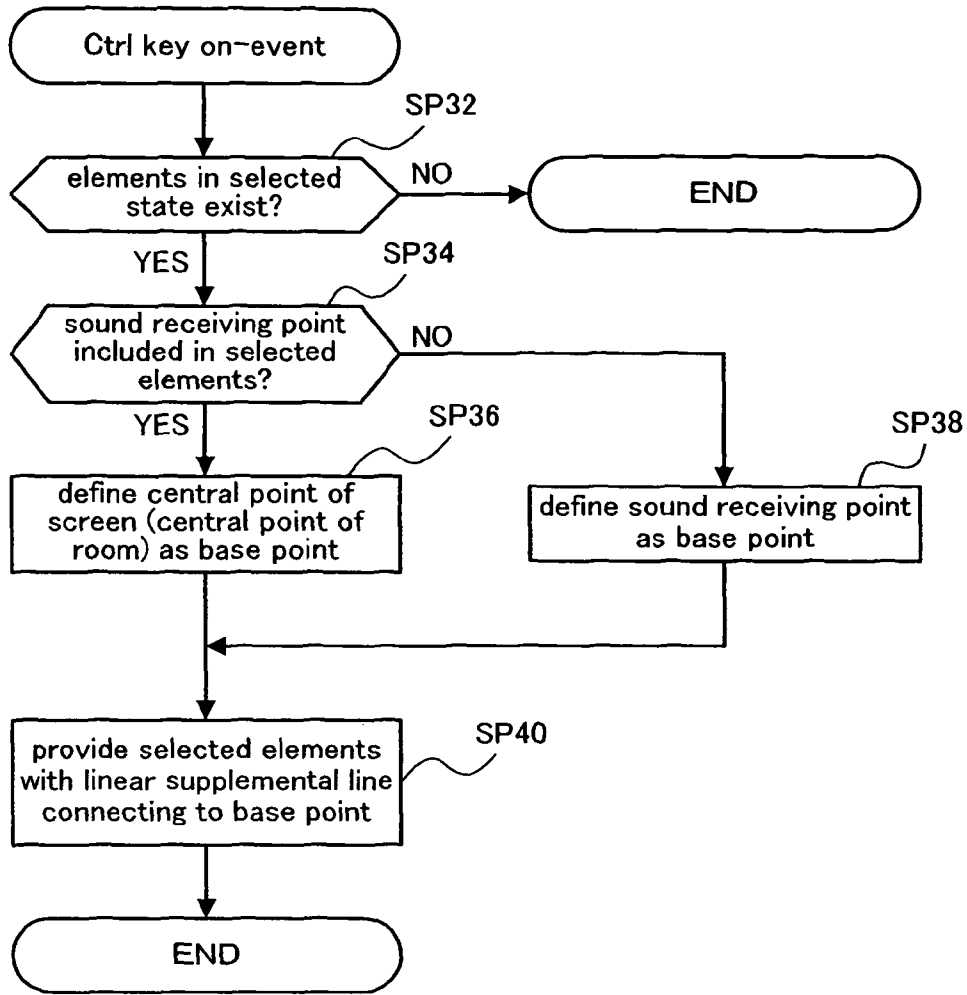 Ctrl key on-event
SP32
elements in selected
state exist?
NO
END
YES
SP34
sound receiving point
included in selected
elements?
NO
YES
SP36
define central point of
screen (central point of
room) as base point
SP38
define sound receiving point
as base point
SP40
provide selected elements
with linear supplemental line
connecting to base point
END